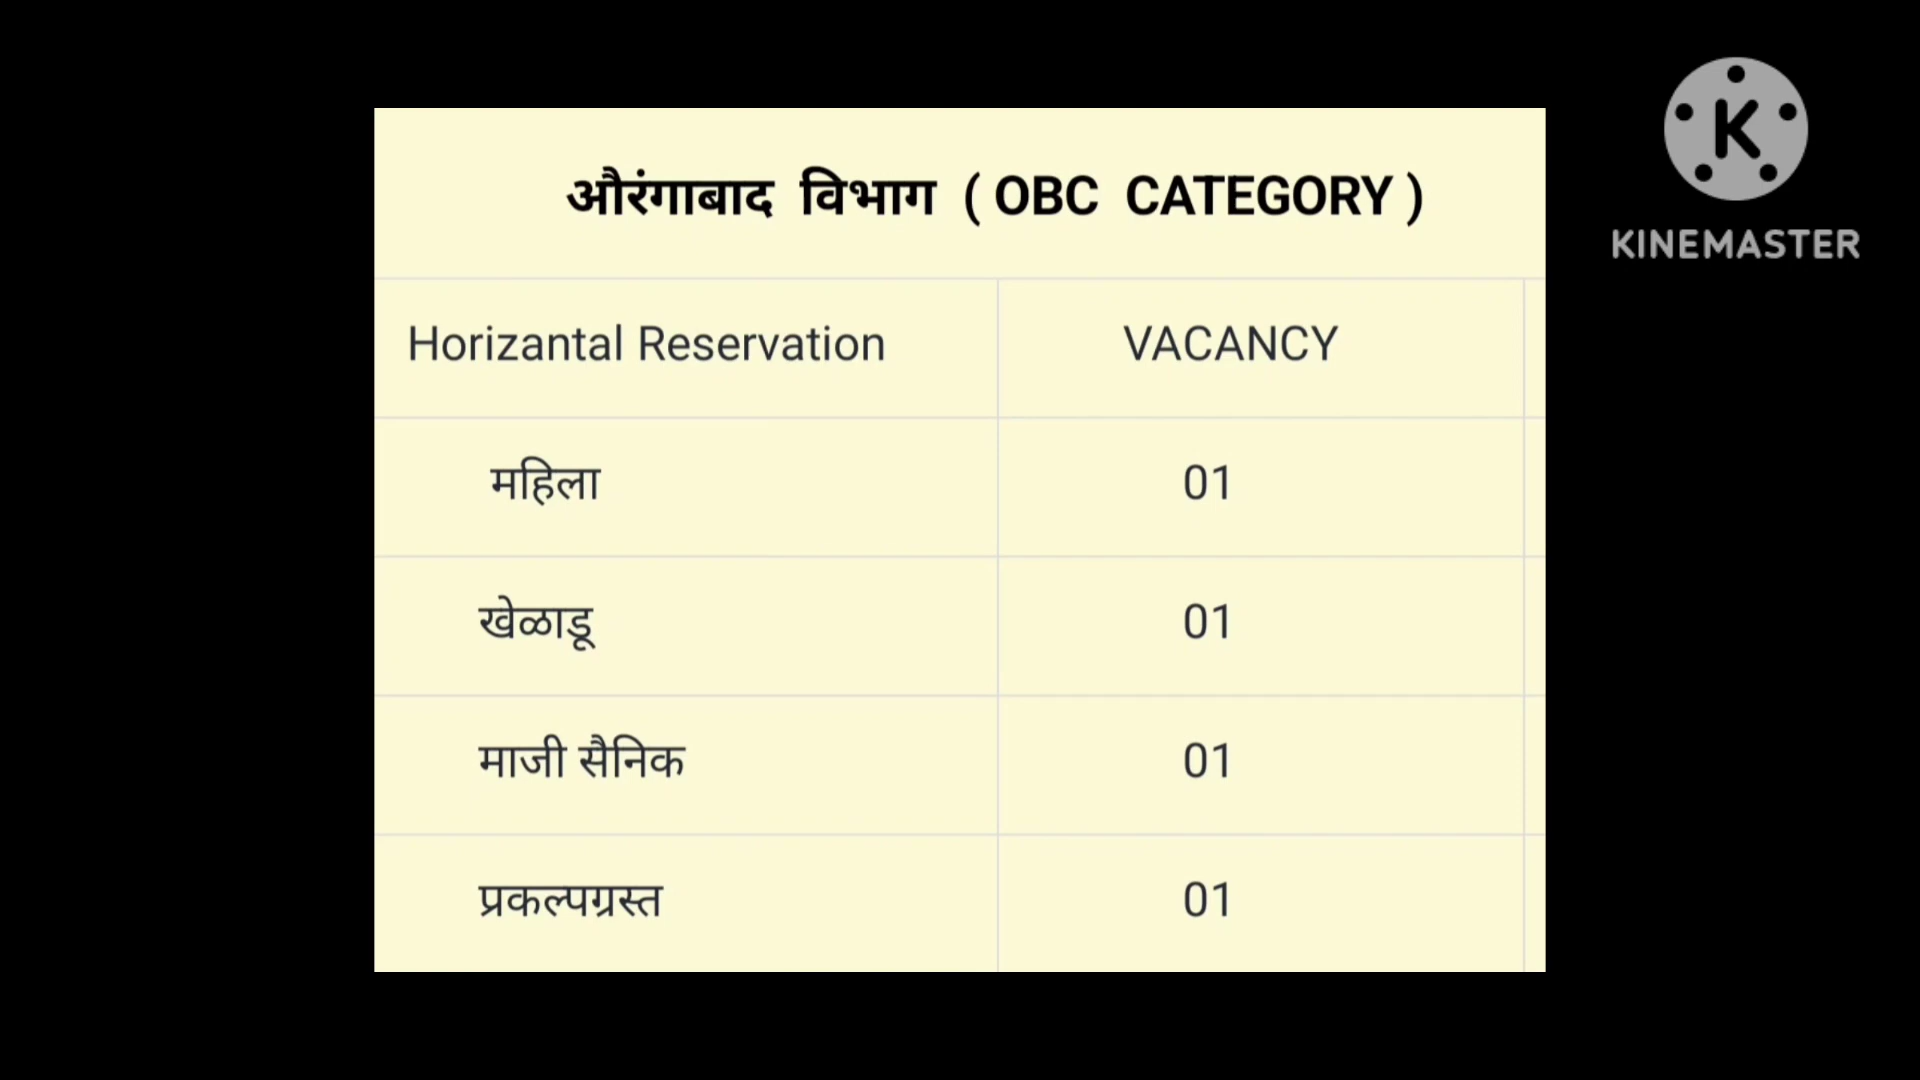 औरंगाबाद विभाग ( OBC CATEGORY )
Horizantal Reservation VACANCY
महिला 01
खेळाडू 01
माजी सैनिक 01
प्रकल्पग्रस्त 01
K
KINEMASTER